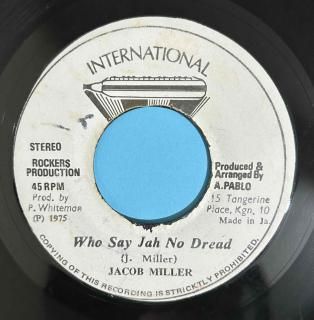 INTERNATIONAL
STEREO
ROCKERS
PRODUCTION
45 RPM
Prod. by
P. Whiteman
(P) 1975
Produced &
Arranged By
A. PABLO
15 Tangerine
Place, Kgn, 10
Made in Ja.
Who Say Jah No Dread
(J. Miller)
JACOB MILLER
COPYING OF THIS RECORDING IS STRICKLY PROHIBITED.